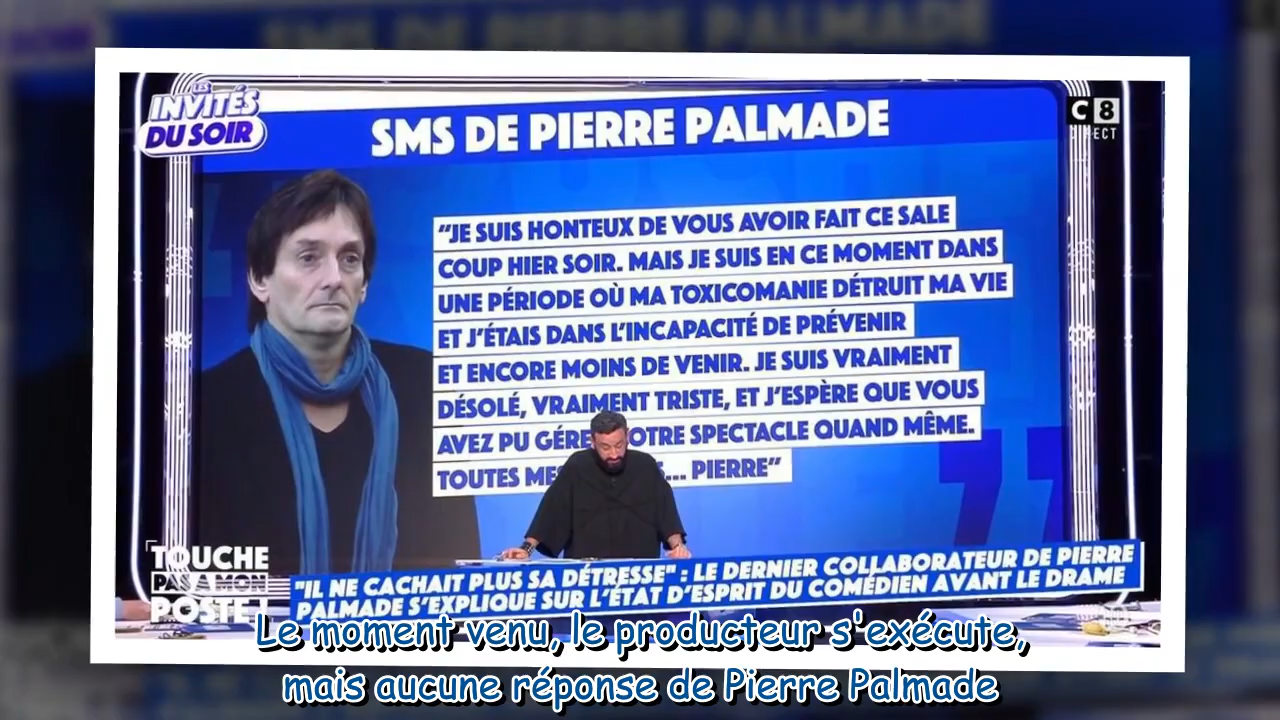 LES
INVITÉS
DU SOIR
SMS DE PIERRE PALMADE
C8
DIRECT
“JE SUIS HONTEUX DE VOUS AVOIR FAIT CE SALE
COUP HIER SOIR. MAIS JE SUIS EN CE MOMENT DANS
UNE PÉRIODE OÙ MA TOXICOMANIE DÉTRUIT MA VIE
ET J’ÉTAIS DANS L’INCAPACITÉ DE PRÉVENIR
ET ENCORE MOINS DE VENIR. JE SUIS VRAIMENT
DÉSOLÉ, VRAIMENT TRISTE, ET J’ESPÈRE QUE VOUS
AVEZ PU GÉRE OTRE SPECTACLE QUAND MÊME.
TOUTES ... PIERRE”
TOUCHE
PAS A MON
POSTE !
"IL NE CACHAIT PLUS SA DÉTRESSE" : LE DERNIER COLLABORATEUR DE PIERRE
PALMADE S’EXPLIQUE SUR L’ÉTAT D’ESPRIT DU COMÉDIEN AVANT LE DRAME
Le moment venu, le producteur s'exécute,
mais aucune réponse de Pierre Palmade